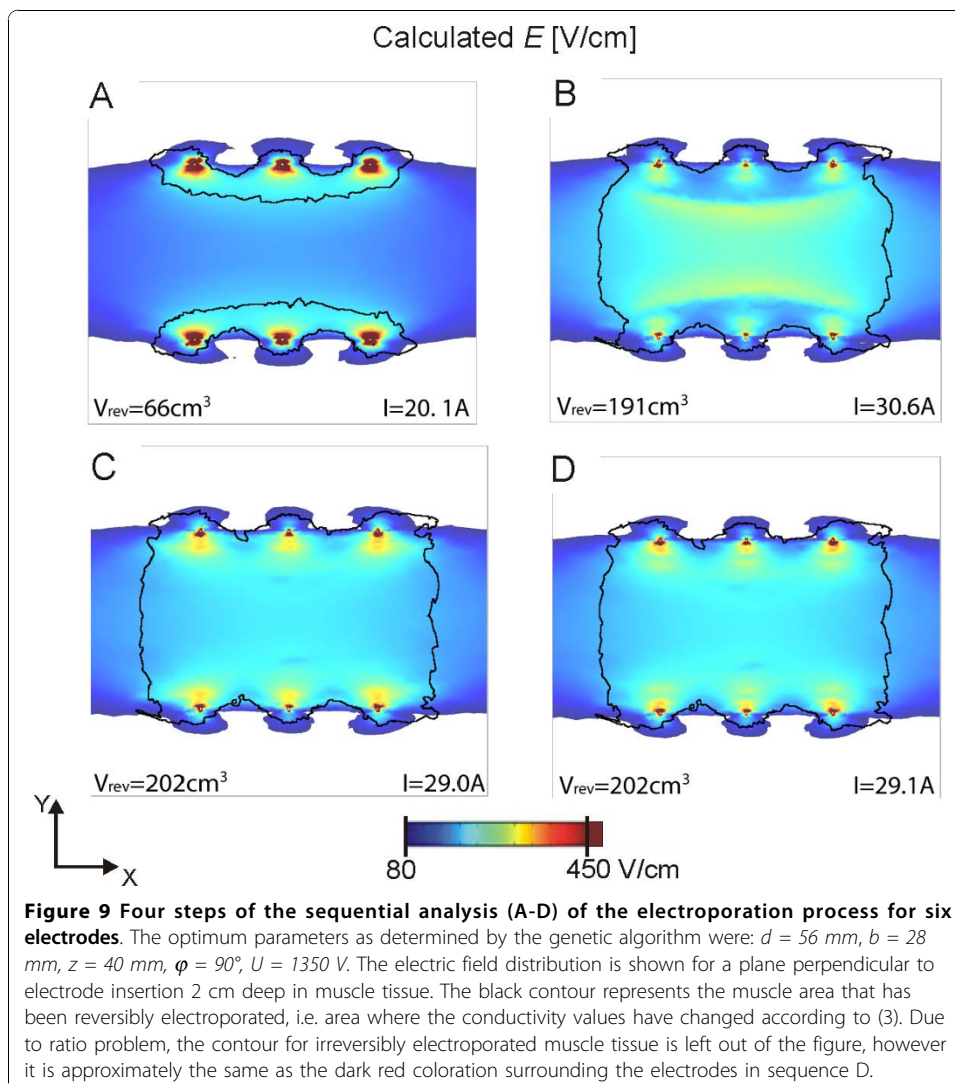 Calculated E [V/cm]
A
B
Vrev=66cm³
I=20. 1A
Vrev=191cm³
I=30.6A
C
D
Vrev=202cm³
I=29.0A
Vrev=202cm³
I=29.1A
Y
X
80
450 V/cm
Figure 9 Four steps of the sequential analysis (A-D) of the electroporation process for six
electrodes. The optimum parameters as determined by the genetic algorithm were: d = 56 mm, b = 28
mm, z = 40 mm, φ = 90°, U = 1350 V. The electric field distribution is shown for a plane perpendicular to
electrode insertion 2 cm deep in muscle tissue. The black contour represents the muscle area that has
been reversibly electroporated, i.e. area where the conductivity values have changed according to (3). Due
to ratio problem, the contour for irreversibly electroporated muscle tissue is left out of the figure, however
it is approximately the same as the dark red coloration surrounding the electrodes in sequence D.